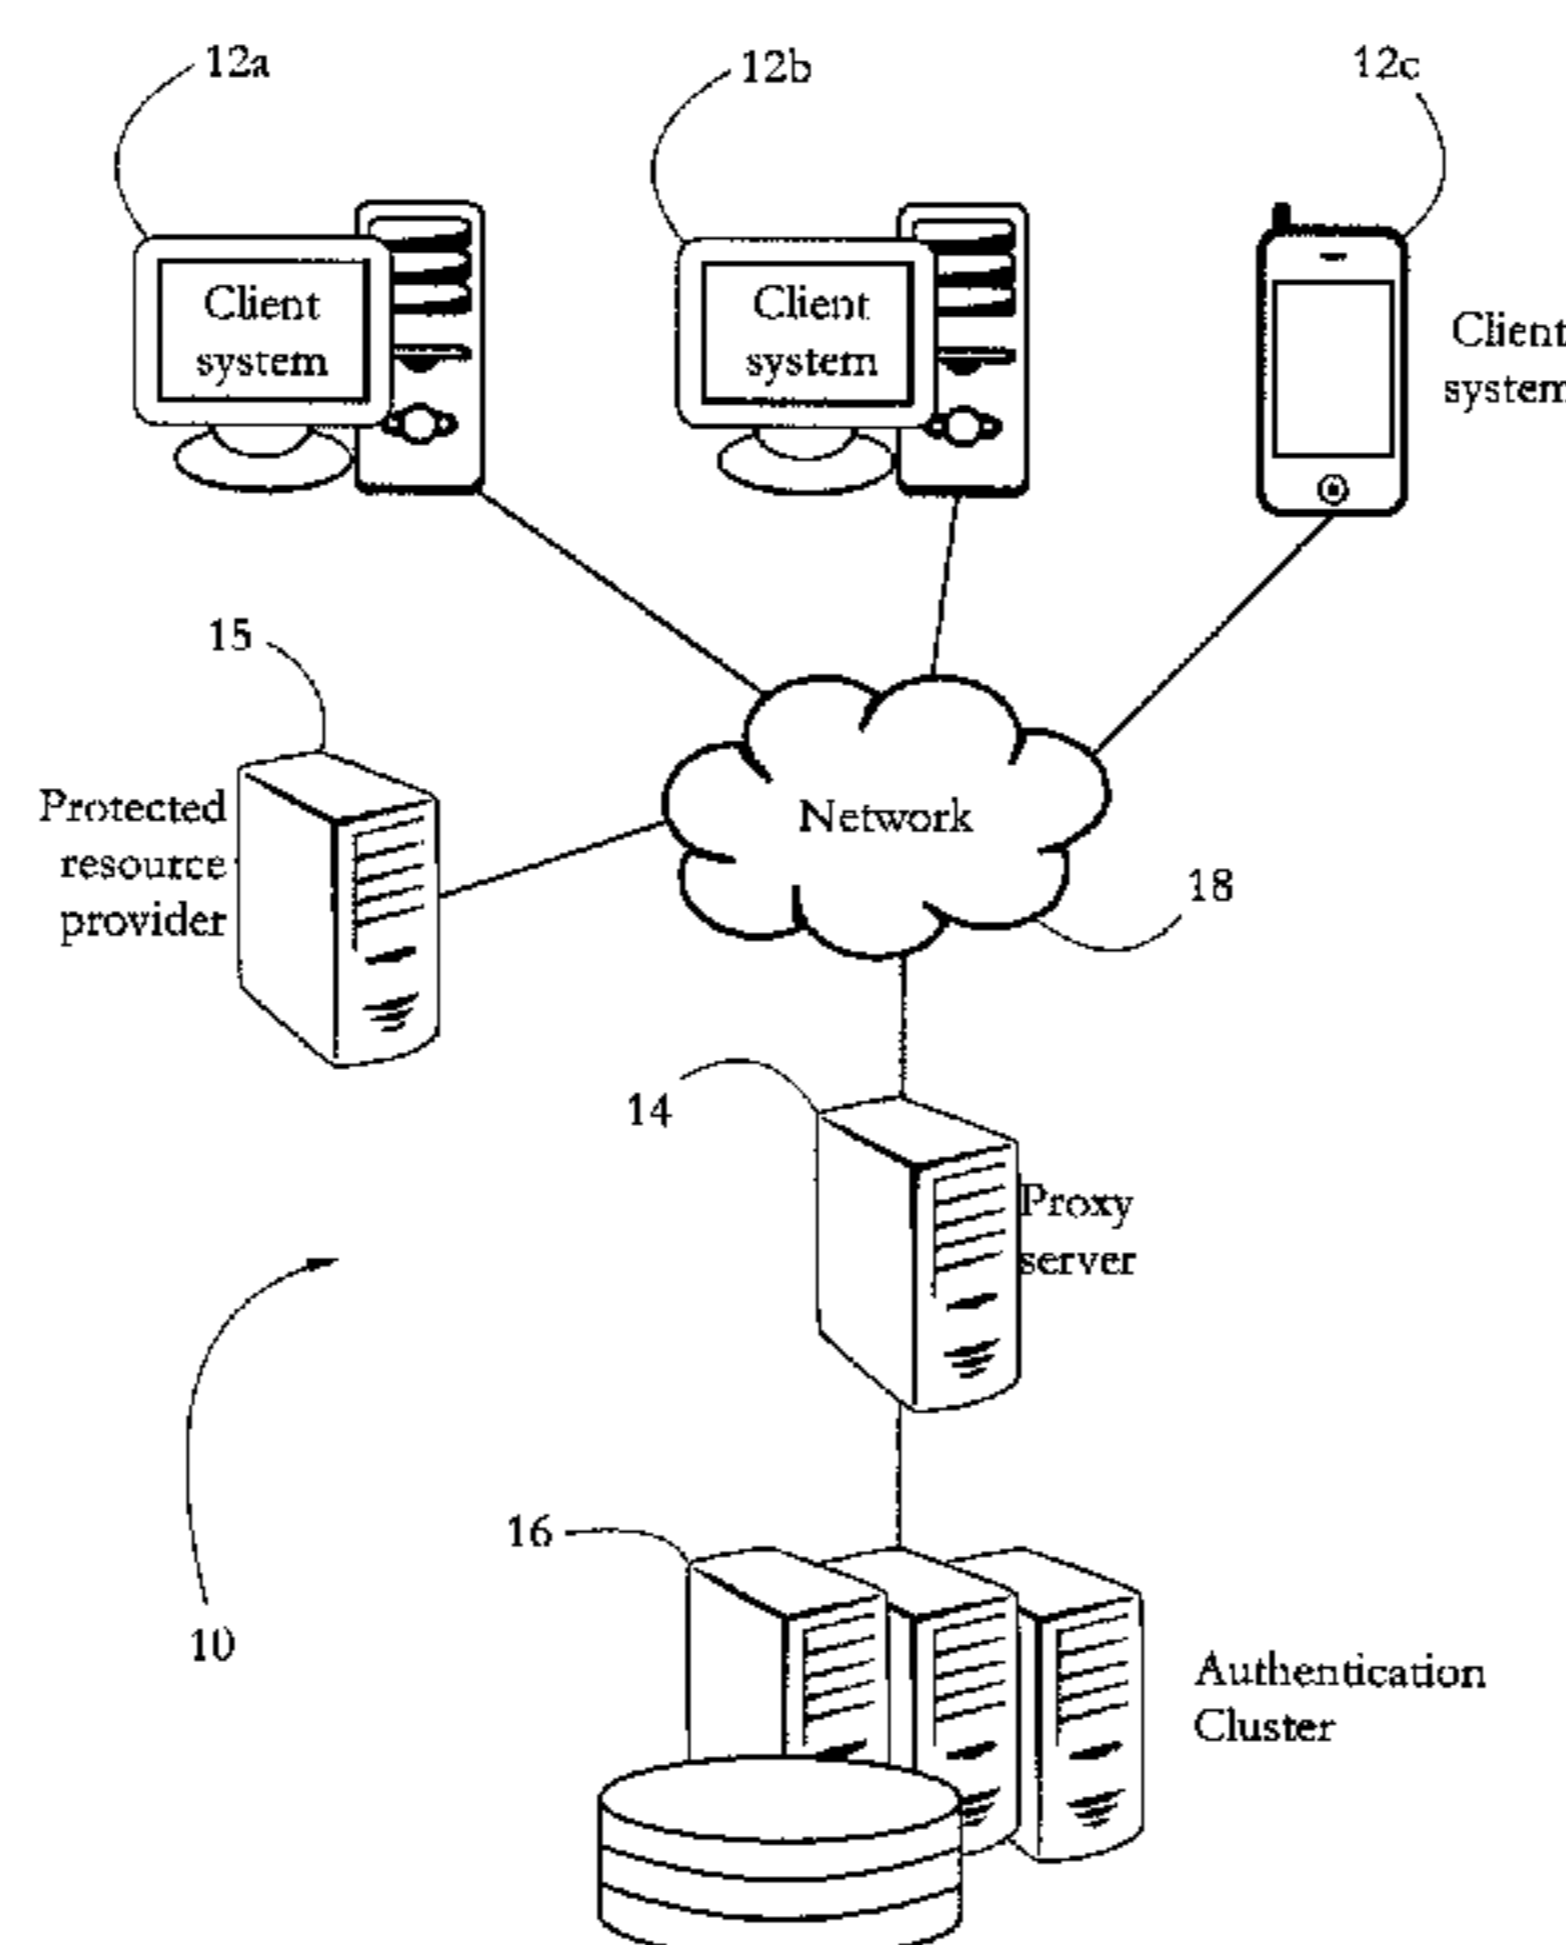 12a
12b
12c
Client
system
Client
system
Client
system
15
Protected
resource
provider
Network
18
14
Proxy
server
16
10
Authentication
Cluster